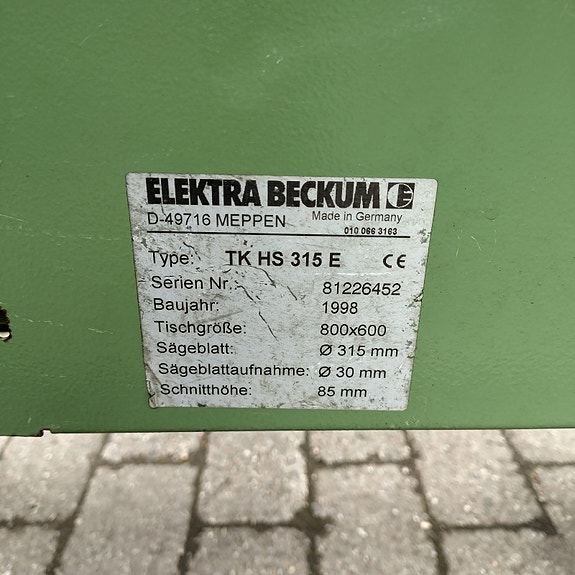 ELEKTRA BECKUM E
D-49716 MEPPEN Made in Germany
010 066 3163
Type: TK HS 315 E CE
Serien Nr.: 81226452
Baujahr: 1998
Tischgröße: 800x600
Sägeblatt: Ø 315 mm
Sägeblattaufnahme: Ø 30 mm
Schnitthöhe: 85 mm